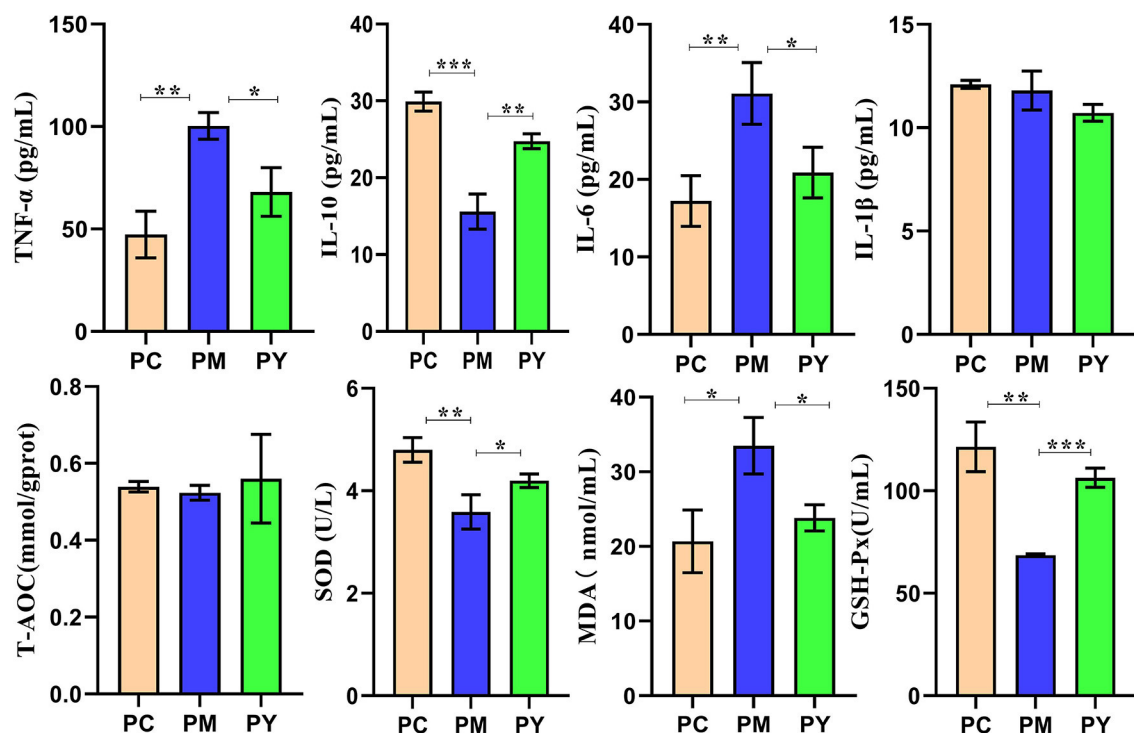 TNF-α (pg/mL)
150
100
50
0
** *
PC PM PY
IL-10 (pg/mL)
40
30
20
10
0
*** **
PC PM PY
IL-6 (pg/mL)
40
30
20
10
0
** *
PC PM PY
IL-1β (pg/mL)
15
10
5
0
PC PM PY
T-AOC(mmol/gprot)
0.8
0.6
0.4
0.2
0.0
PC PM PY
SOD (U/L)
6
4
2
0
** *
PC PM PY
MDA( nmol/mL)
40
30
20
10
0
* *
PC PM PY
GSH-Px(U/mL)
150
100
50
0
** ***
PC PM PY